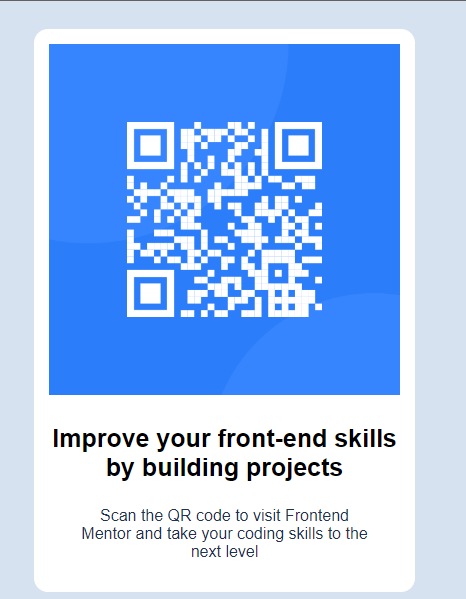 Improve your front-end skills
by building projects
Scan the QR code to visit Frontend
Mentor and take your coding skills to the
next level